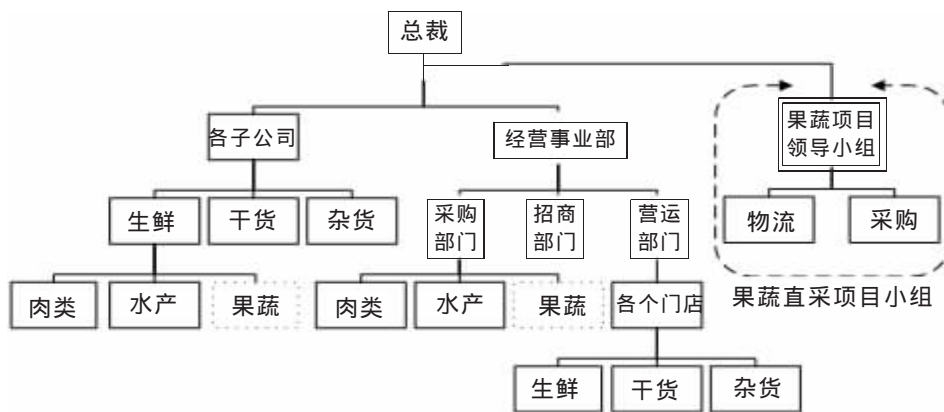 总裁
各子公司
经营事业部
果蔬项目
领导小组
生鲜
干货
杂货
采购
部门
招商
部门
营运
部门
物流
采购
肉类
水产
果蔬
肉类
水产
果蔬
各个门店
果蔬直采项目小组
生鲜
干货
杂货